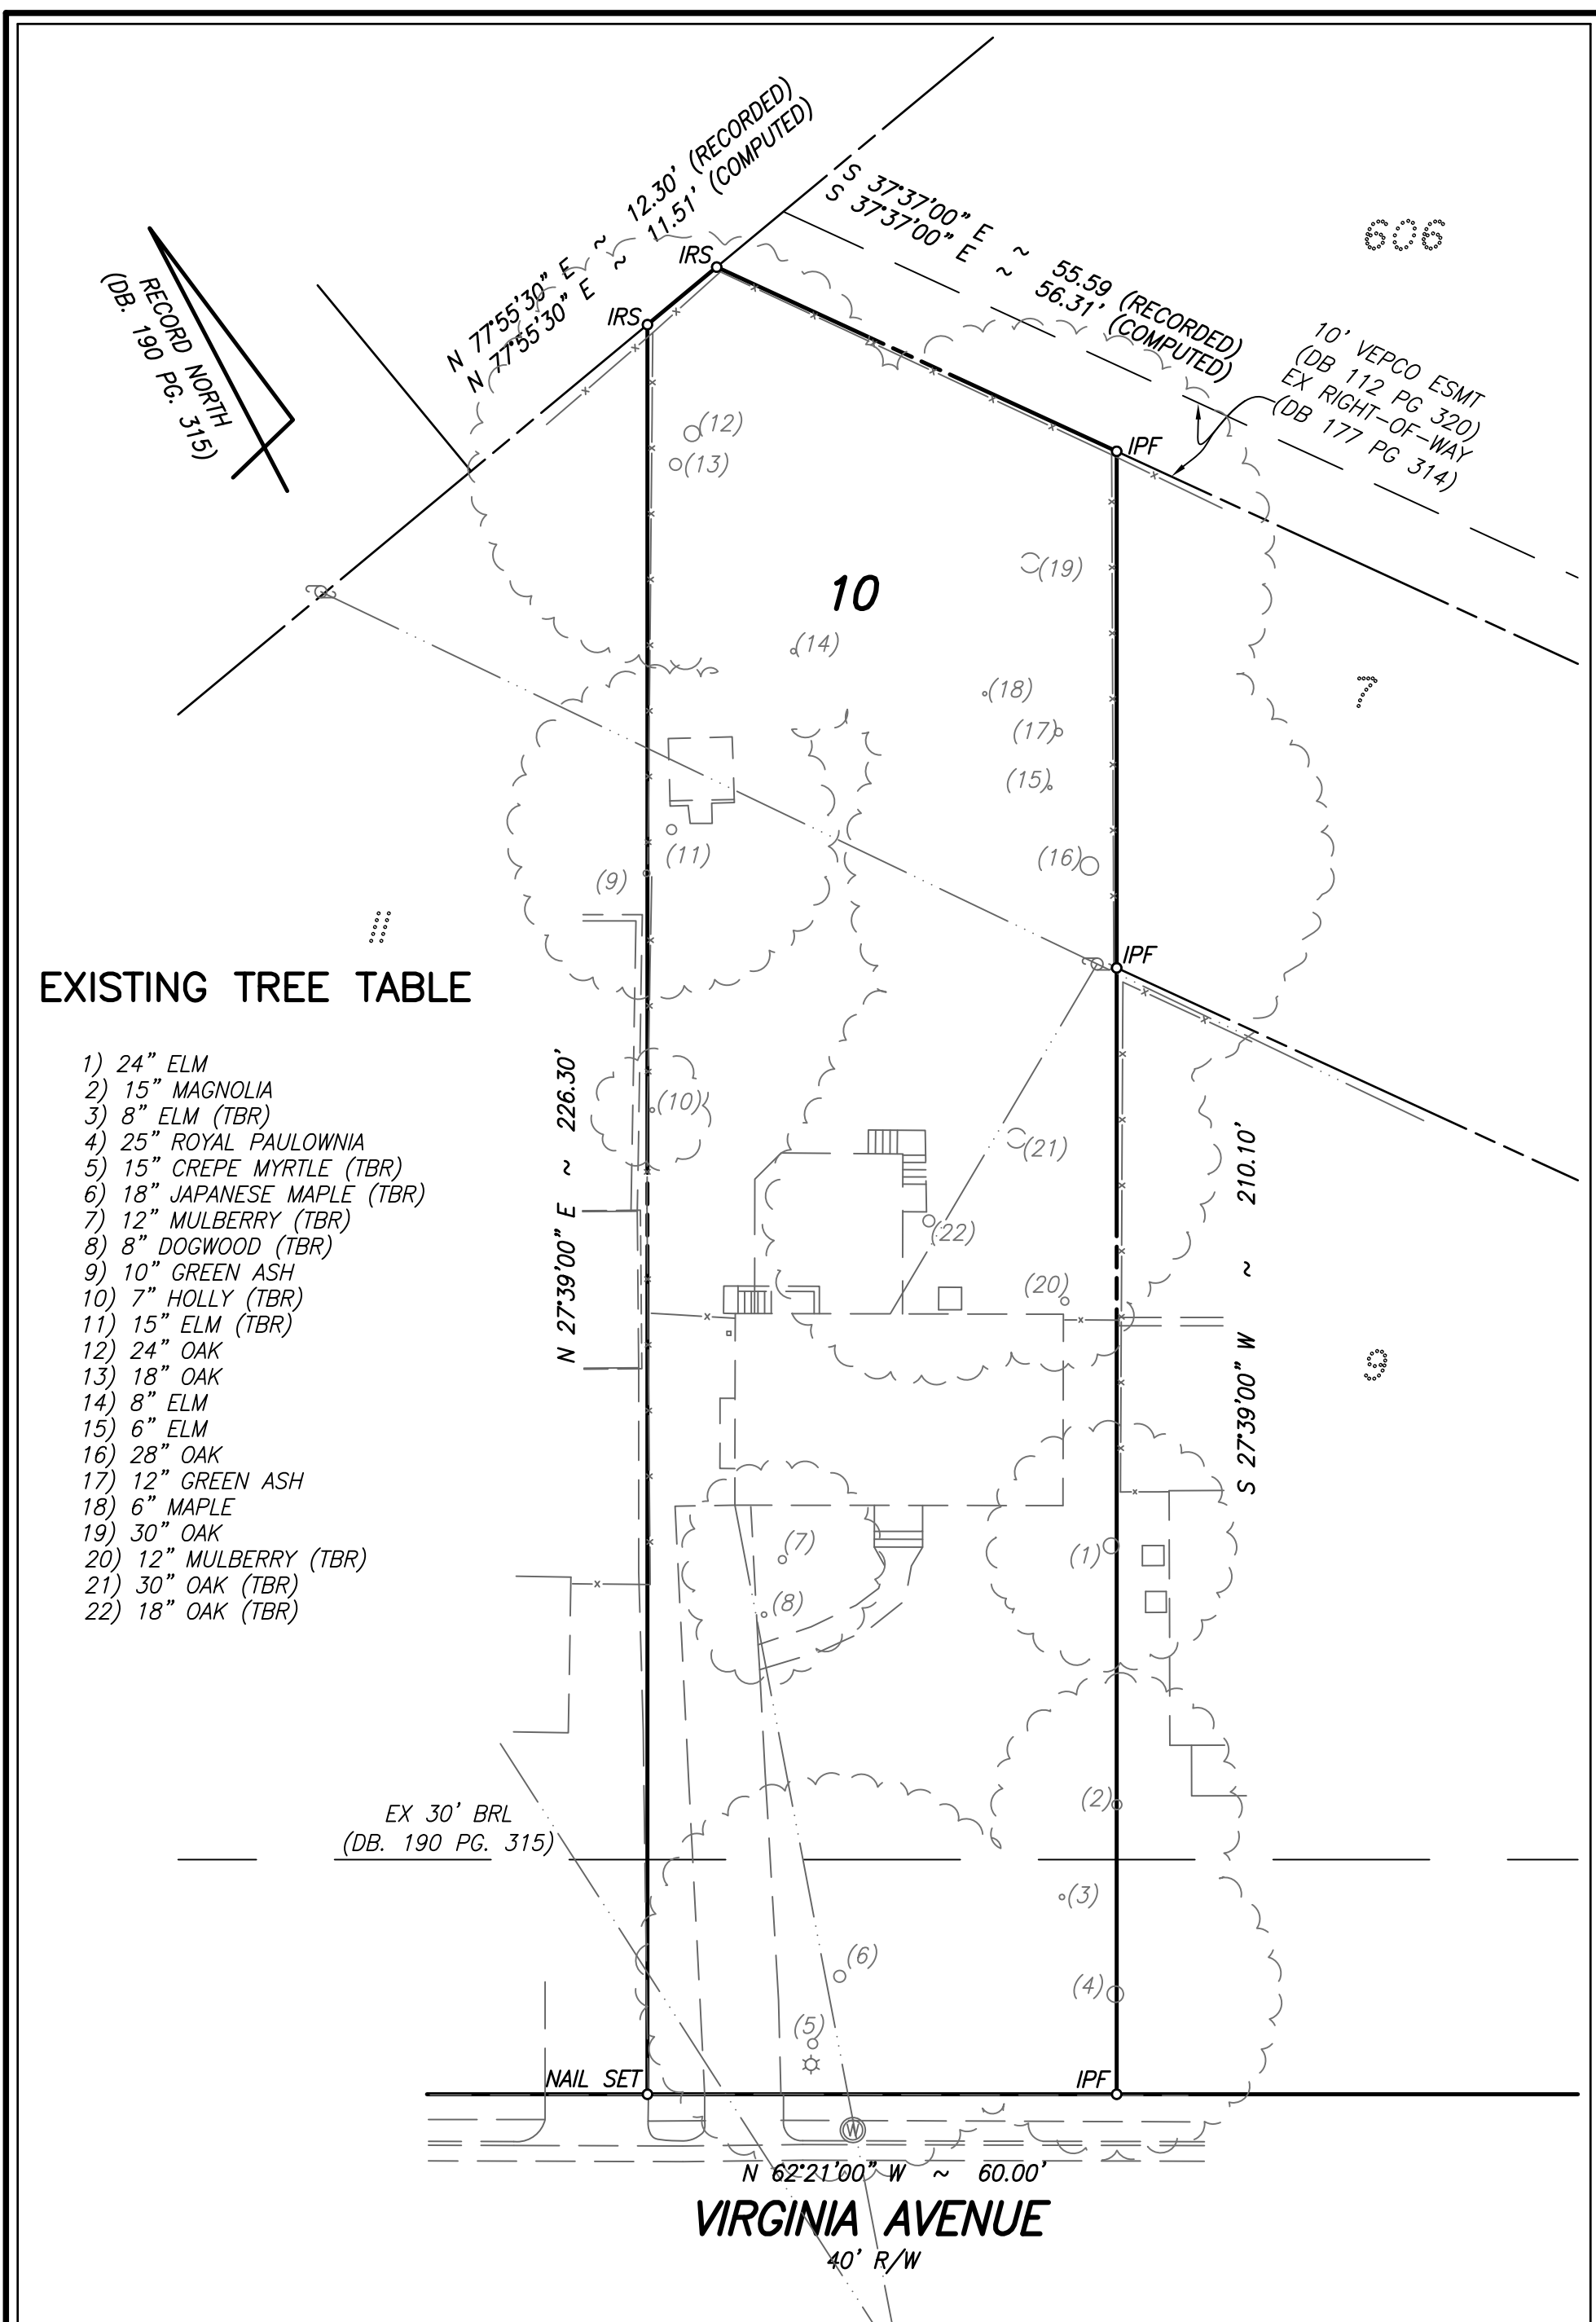 12.30' (RECORDED)
11.51' (COMPUTED)
N 77°55'30" E ~
N 77°55'30" E ~
S 37°37'00" E ~ 55.59 (RECORDED)
S 37°37'00" E ~ 56.31' (COMPUTED)
606
RECORD NORTH
(DB. 190 PG. 315)
IRS
IRS
10' VEPCO ESMT
(DB 112 PG 320)
EX RIGHT-OF-WAY
(DB 177 PG 314)
IPF
(12)
(13)
(19)
10
(14)
(18)
7
(17)
(15)
(11)
(16)
(9)
11
IPF
EXISTING TREE TABLE
1) 24" ELM
2) 15" MAGNOLIA
3) 8" ELM (TBR)
4) 25" ROYAL PAULOWNIA
5) 15" CREPE MYRTLE (TBR)
6) 18" JAPANESE MAPLE (TBR)
7) 12" MULBERRY (TBR)
8) 8" DOGWOOD (TBR)
9) 10" GREEN ASH
10) 7" HOLLY (TBR)
11) 15" ELM (TBR)
12) 24" OAK
13) 18" OAK
14) 8" ELM
15) 6" ELM
16) 28" OAK
17) 12" GREEN ASH
18) 6" MAPLE
19) 30" OAK
20) 12" MULBERRY (TBR)
21) 30" OAK (TBR)
22) 18" OAK (TBR)
N 27°39'00" E ~ 226.30'
(10)
(21)
(22)
(20)
S 27°39'00" W ~ 210.10'
9
(7)
(1)
(8)
(2)
EX 30' BRL
(DB. 190 PG. 315)
(3)
(6)
(4)
(5)
NAIL SET
IPF
W
N 62°21'00" W ~ 60.00'
VIRGINIA AVENUE
40' R/W